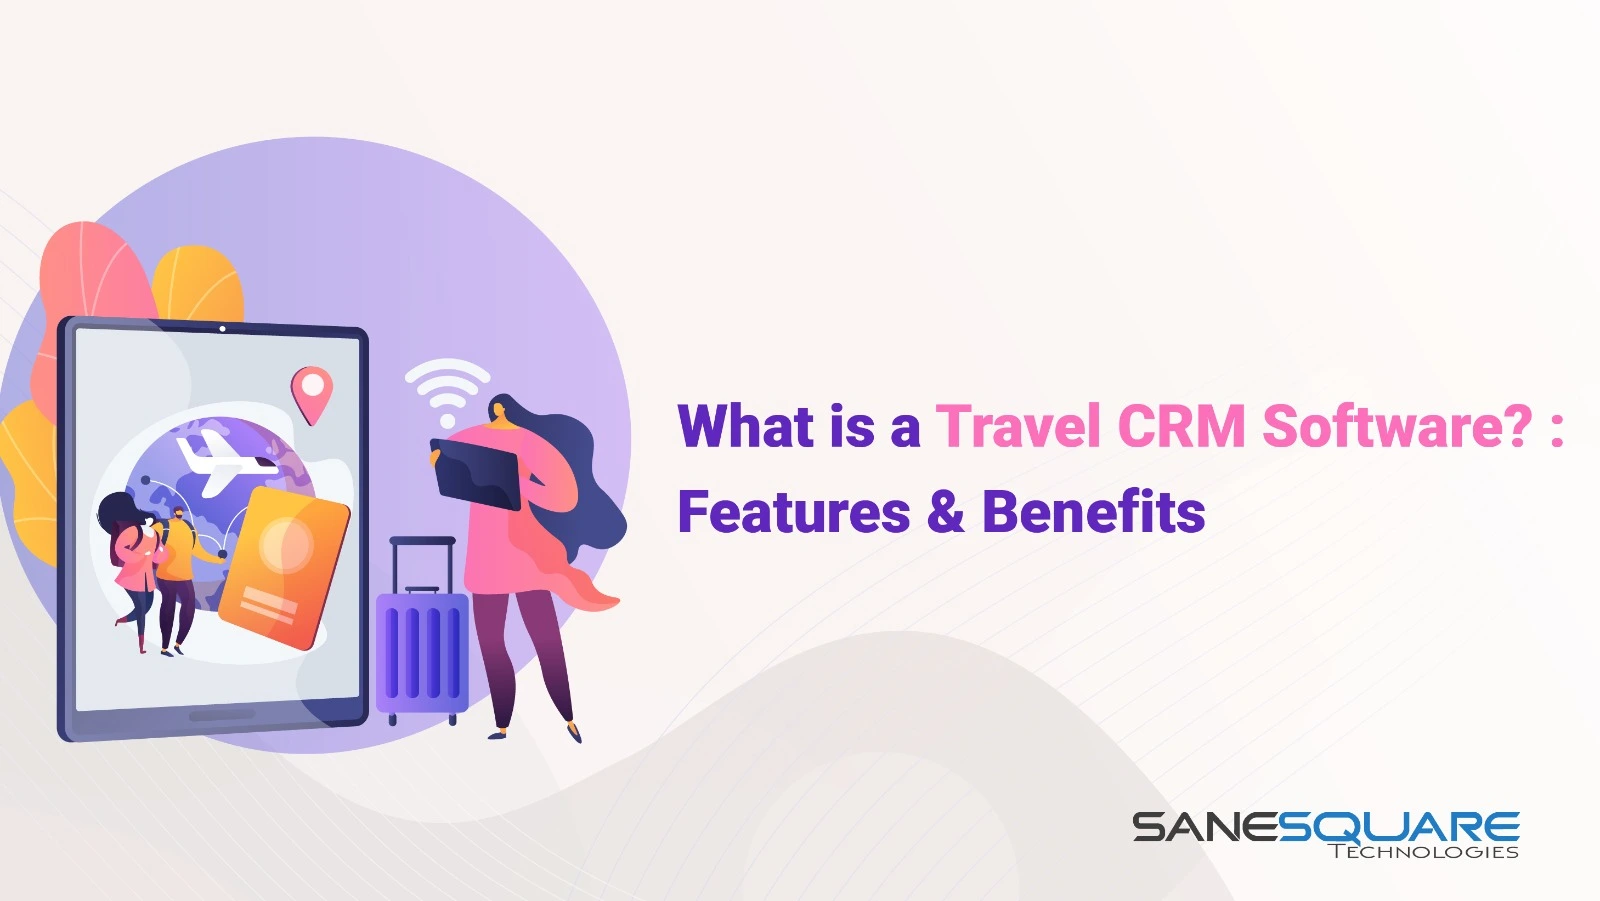 What is a Travel CRM Software? :
Features & Benefits
SANESQUARE
TECHNOLOGIES